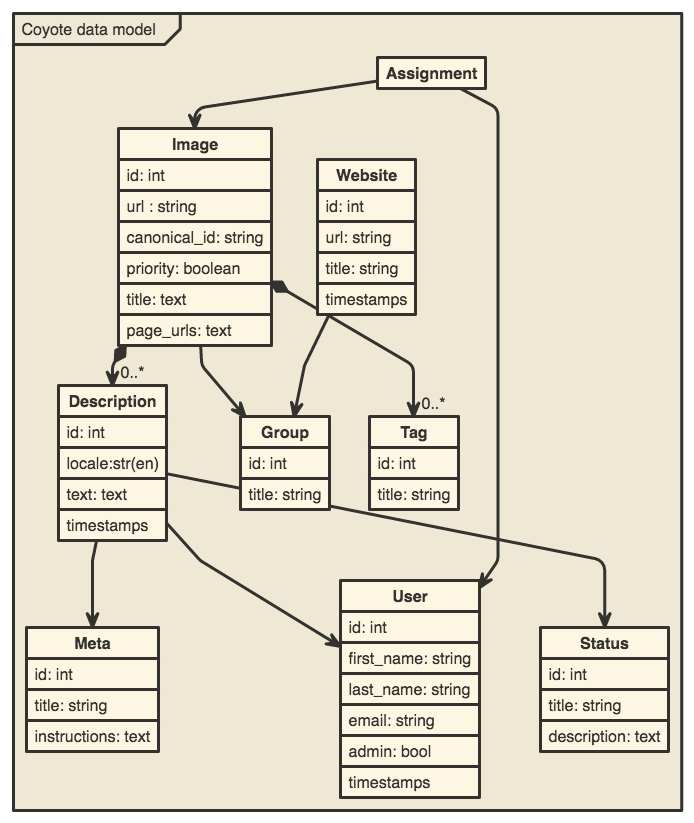 Coyote data model
Assignment
Image
id: int
url : string
canonical_id: string
priority: boolean
title: text
page_urls: text
Website
id: int
url: string
title: string
timestamps
0..*
Description
id: int
locale:str(en)
text: text
timestamps
Group
id: int
title: string
0..*
Tag
id: int
title: string
Meta
id: int
title: string
instructions: text
User
id: int
first_name: string
last_name: string
email: string
admin: bool
timestamps
Status
id: int
title: string
description: text